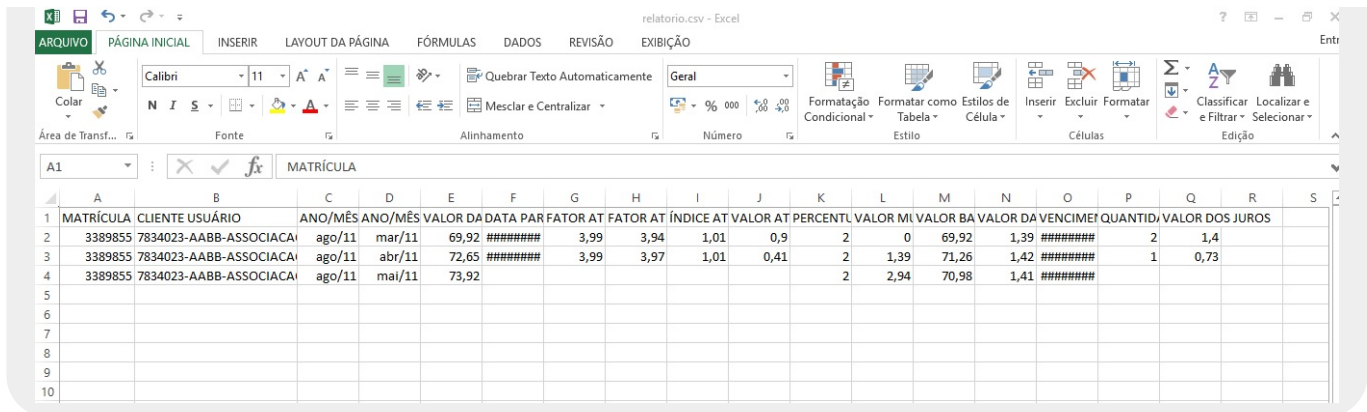 relatorio.csv - Excel
ARQUIVO PÁGINA INICIAL INSERIR LAYOUT DA PÁGINA FÓRMULAS DADOS REVISÃO EXIBIÇÃO Entr
Calibri 11 A A Quebrar Texto Automaticamente Geral
Colar N I S A Mesclar e Centralizar % 000 Formatação Condicional Formatar como Tabela Estilos de Célula Inserir Excluir Formatar Classificar e Filtrar Localizar e Selecionar
Área de Transf... Fonte Alinhamento Número Estilo Células Edição
A1 fx MATRÍCULA
A B C D E F G H I J K L M N O P Q R S
1 MATRÍCULA CLIENTE USUÁRIO ANO/MÊS ANO/MÊS VALOR DA DATA PAR FATOR AT FATOR AT ÍNDICE AT VALOR AT PERCENTU VALOR MU VALOR BA VALOR DA VENCIMEN QUANTIDA VALOR DOS JUROS
2 3389855 7834023-AABB-ASSOCIACA ago/11 mar/11 69,92 ######## 3,99 3,94 1,01 0,9 2 0 69,92 1,39 ######## 2 1,4
3 3389855 7834023-AABB-ASSOCIACA ago/11 abr/11 72,65 ######## 3,99 3,97 1,01 0,41 2 1,39 71,26 1,42 ######## 1 0,73
4 3389855 7834023-AABB-ASSOCIACA ago/11 mai/11 73,92 2 2,94 70,98 1,41 ########
5
6
7
8
9
10